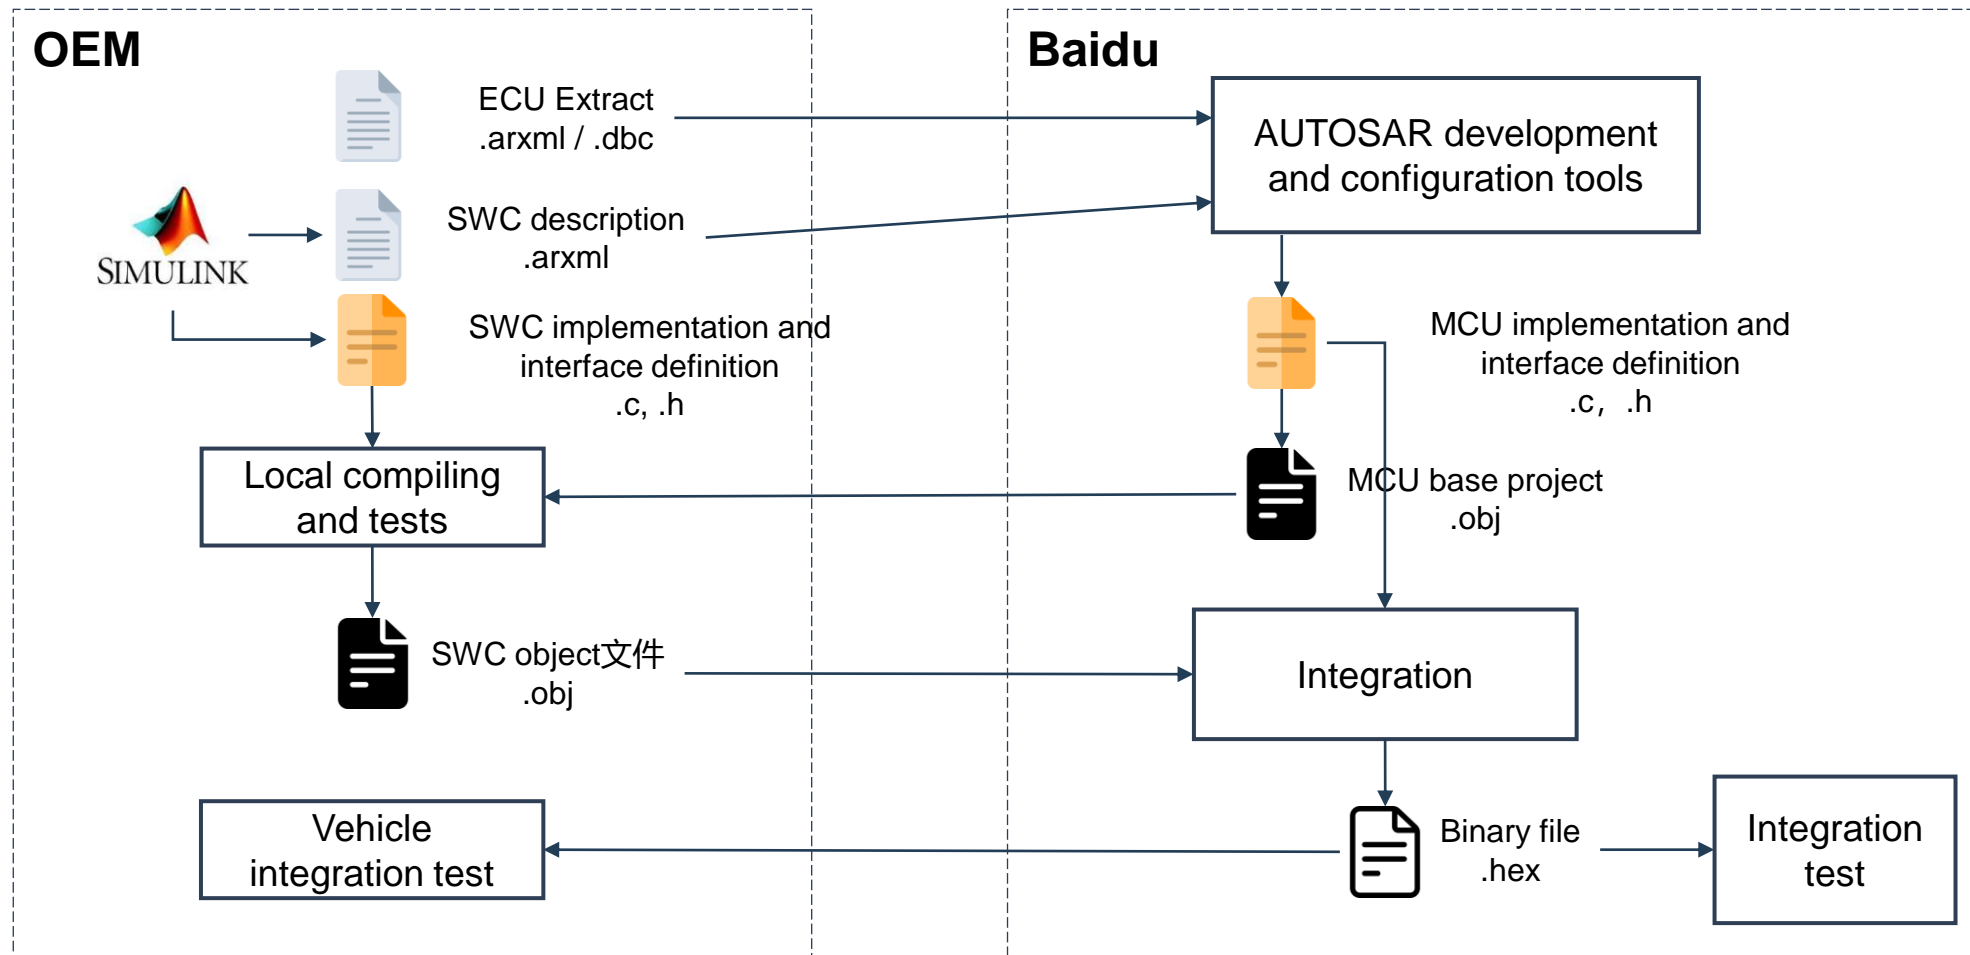 OEM
ECU Extract
.arxml / .dbc
SIMULINK
SWC description
.arxml
SWC implementation and
interface definition
.c, .h
Local compiling
and tests
SWC object文件
.obj
Vehicle
integration test
Baidu
AUTOSAR development
and configuration tools
MCU implementation and
interface definition
.c，.h
MCU base project
.obj
Integration
Binary file
.hex
Integration
test